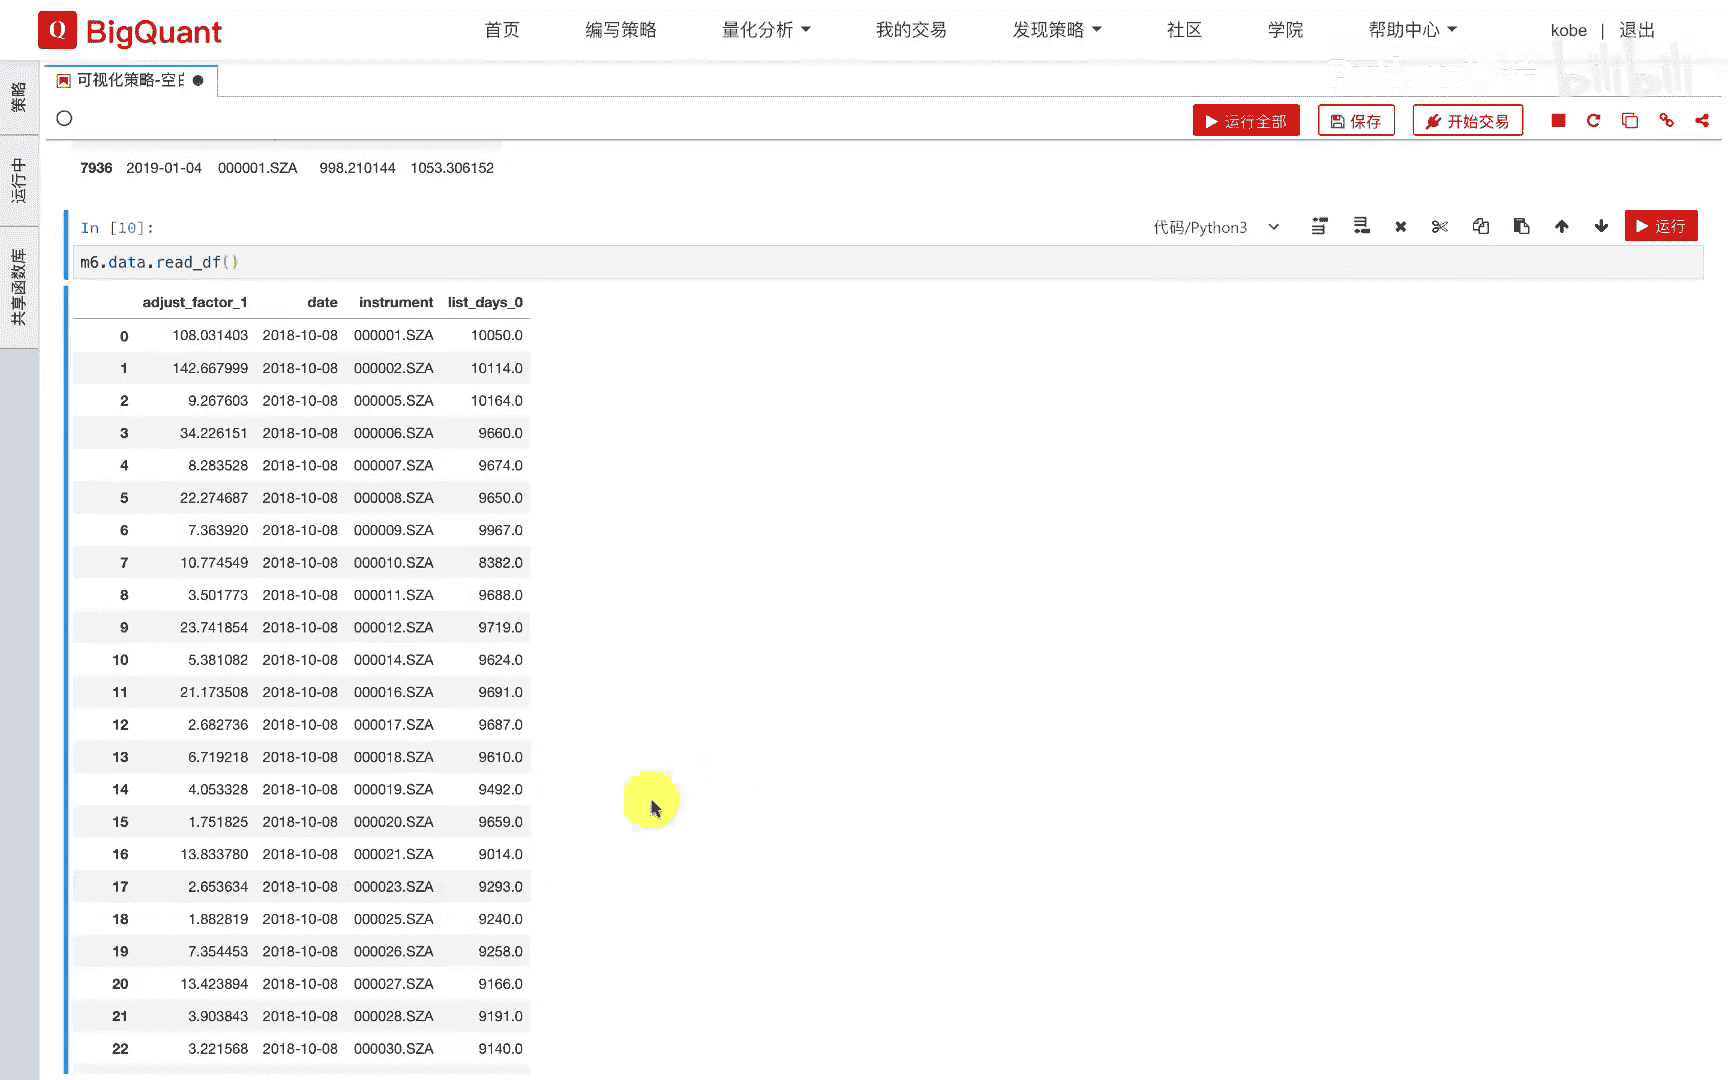 Q BigQuant 首页 编写策略 量化分析 我的交易 发现策略 社区 学院 帮助中心 kobe | 退出
bilibili
策略
运行中
共享函数库
可视化策略-空白
运行全部 保存 开始交易
7936 2019-01-04 000001.SZA 998.210144 1053.306152
In [10]: 代码/Python3 运行
m6.data.read_df()
adjust_factor_1 date instrument list_days_0
0 108.031403 2018-10-08 000001.SZA 10050.0
1 142.667999 2018-10-08 000002.SZA 10114.0
2 9.267603 2018-10-08 000005.SZA 10164.0
3 34.226151 2018-10-08 000006.SZA 9660.0
4 8.283528 2018-10-08 000007.SZA 9674.0
5 22.274687 2018-10-08 000008.SZA 9650.0
6 7.363920 2018-10-08 000009.SZA 9967.0
7 10.774549 2018-10-08 000010.SZA 8382.0
8 3.501773 2018-10-08 000011.SZA 9688.0
9 23.741854 2018-10-08 000012.SZA 9719.0
10 5.381082 2018-10-08 000014.SZA 9624.0
11 21.173508 2018-10-08 000016.SZA 9691.0
12 2.682736 2018-10-08 000017.SZA 9687.0
13 6.719218 2018-10-08 000018.SZA 9610.0
14 4.053328 2018-10-08 000019.SZA 9492.0
15 1.751825 2018-10-08 000020.SZA 9659.0
16 13.833780 2018-10-08 000021.SZA 9014.0
17 2.653634 2018-10-08 000023.SZA 9293.0
18 1.882819 2018-10-08 000025.SZA 9240.0
19 7.354453 2018-10-08 000026.SZA 9258.0
20 13.423894 2018-10-08 000027.SZA 9166.0
21 3.903843 2018-10-08 000028.SZA 9191.0
22 3.221568 2018-10-08 000030.SZA 9140.0